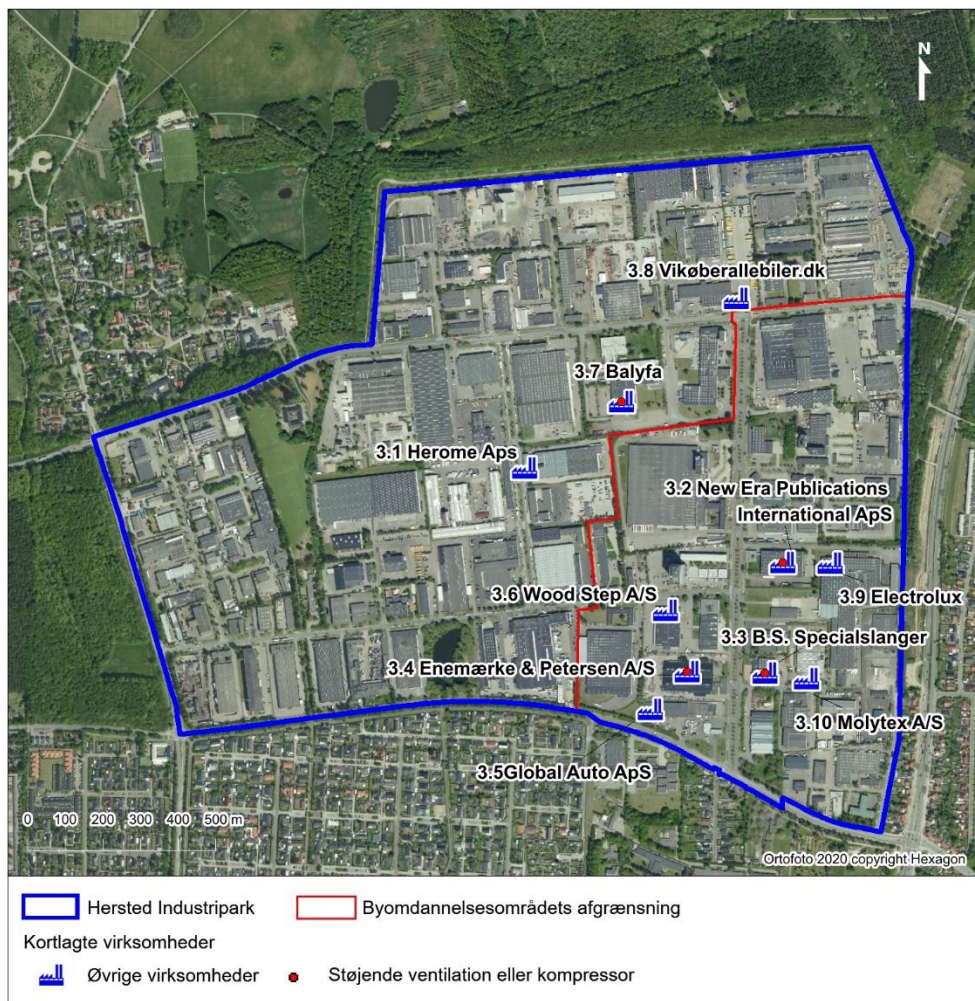 N
3.8 Vikøberallebiler.dk
3.7 Balyfa
3.1 Herome Aps
3.2 New Era Publications
International ApS
3.6 Wood Step A/S
3.9 Electrolux
3.3 B.S. Specialslanger
3.4 Enemærke & Petersen A/S
3.10 Molytex A/S
3.5Global Auto ApS
0 100 200 300 400 500 m
Ortofoto 2020 copyright Hexagon
Hersted Industripark
Byomdannelsesområdets afgrænsning
Kortlagte virksomheder
Øvrige virksomheder
Støjende ventilation eller kompressor